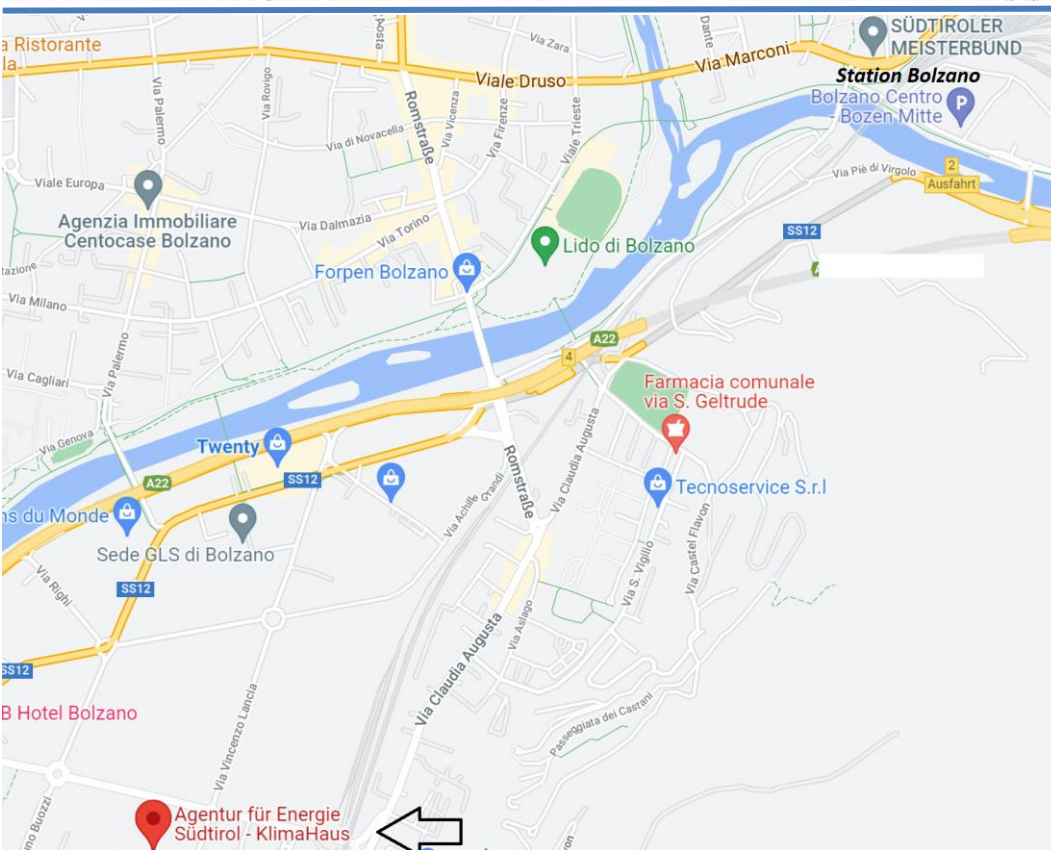 SÜDTIROLER
MEISTERBUND
Ristorante
Via Zara
Dante
Via Marconi
Viale Druso
Station Bolzano
Bolzano Centro
- Bozen Mitte
P
Via Palermo
Via Rovigo
Romstraße
Via Vicenza
Via Firenze
Viale Trieste
Via di Novacella
Via Piè di Virgolo
2
Ausfahrt
Viale Europa
Agenzia Immobiliare
Centocase Bolzano
Via Dalmazia
Via Torino
SS12
Lido di Bolzano
Forpen Bolzano
Via Milano
A22
4
Via Palermo
Via Cagliari
Farmacia comunale
via S. Geltrude
Via Genova
Twenty
Via Claudia Augusta
Romstraße
A22
SS12
Tecnoservice S.r.l
Via Achille Grandi
du Monde
Via Castel Flavon
Sede GLS di Bolzano
Via Righi
SS12
Via S. Vigilio
Via Aslago
Via Claudia Augusta
SS12
B Hotel Bolzano
Via Vincenzo Lancia
Passeggiata dei Castani
Buozzi
Agentur für Energie
Südtirol - KlimaHaus